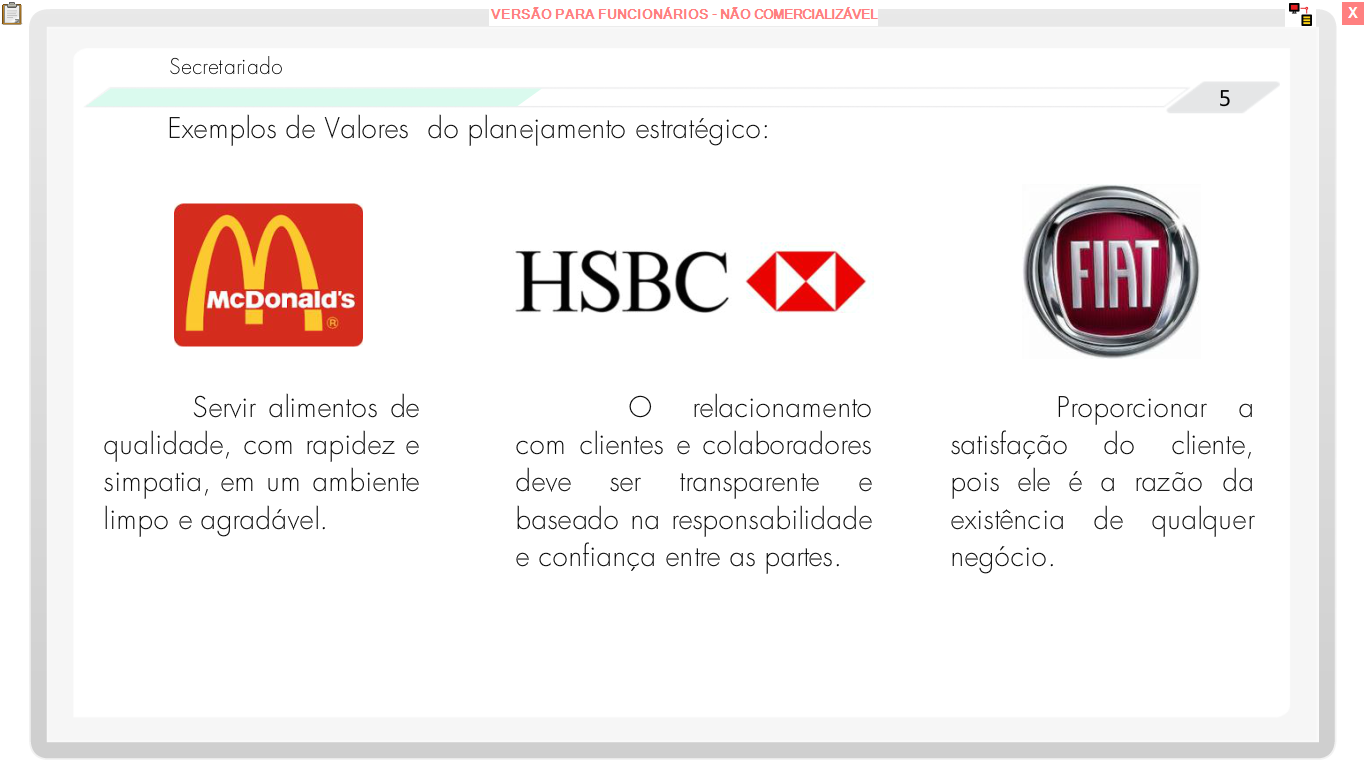 VERSÃO PARA FUNCIONÁRIOS - NÃO COMERCIALIZÁVEL
X
Secretariado
5
Exemplos de Valores do planejamento estratégico:
McDonald's
®
HSBC
FIAT
Servir alimentos de
qualidade, com rapidez e
simpatia, em um ambiente
limpo e agradável.
O relacionamento
com clientes e colaboradores
deve ser transparente e
baseado na responsabilidade
e confiança entre as partes.
Proporcionar a
satisfação do cliente,
pois ele é a razão da
existência de qualquer
negócio.